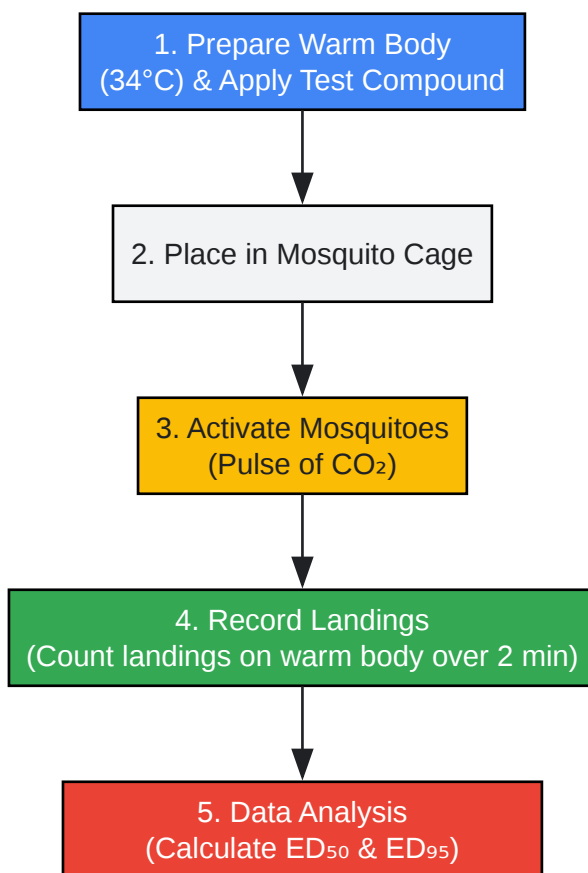 1. Prepare Warm Body
(34°C) & Apply Test Compound
2. Place in Mosquito Cage
3. Activate Mosquitoes
(Pulse of CO₂)
4. Record Landings
(Count landings on warm body over 2 min)
5. Data Analysis
(Calculate ED₅₀ & ED₉₅)